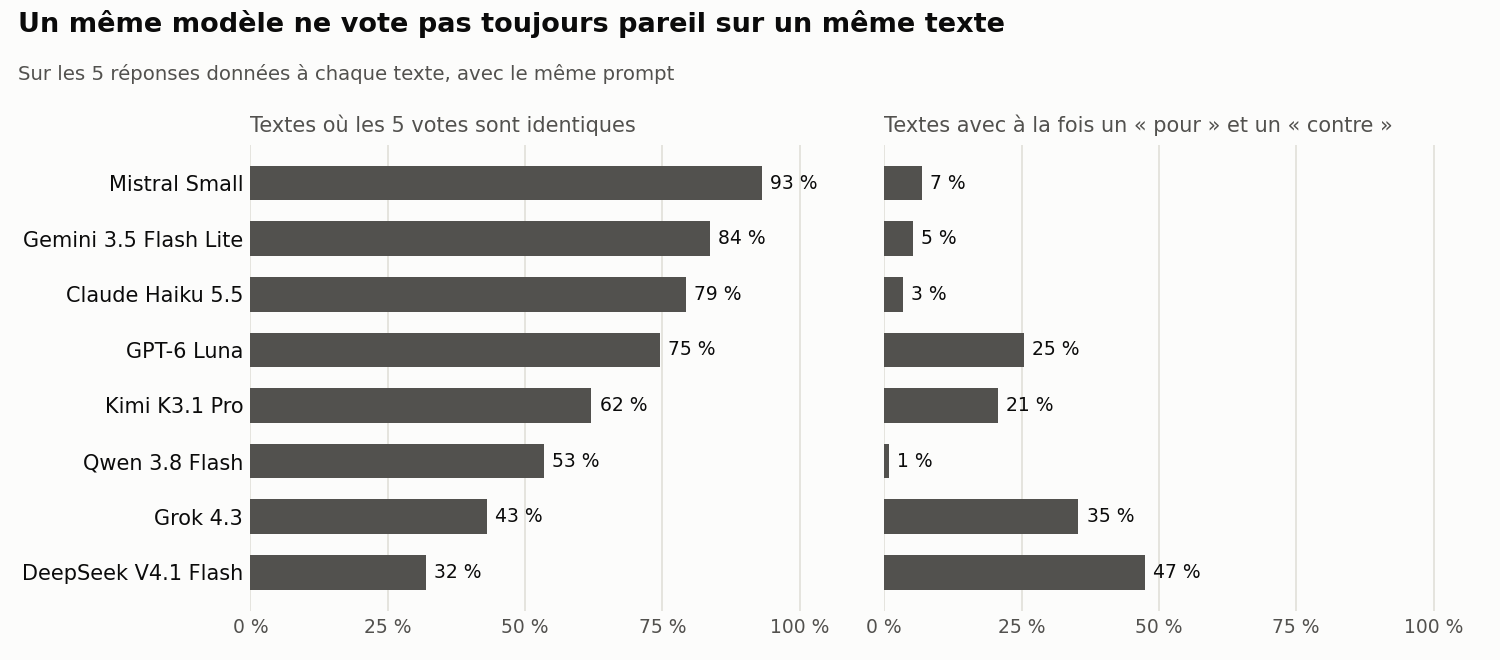 Un même modèle ne vote pas toujours pareil sur un même texte
Sur les 5 réponses données à chaque texte, avec le même prompt
Textes où les 5 votes sont identiques
Textes avec à la fois un « pour » et un « contre »
Mistral Small 93 % 7 %
Gemini 3.5 Flash Lite 84 % 5 %
Claude Haiku 5.5 79 % 3 %
GPT-6 Luna 75 % 25 %
Kimi K3.1 Pro 62 % 21 %
Qwen 3.8 Flash 53 % 1 %
Grok 4.3 43 % 35 %
DeepSeek V4.1 Flash 32 % 47 %
0 % 25 % 50 % 75 % 100 % 0 % 25 % 50 % 75 % 100 %